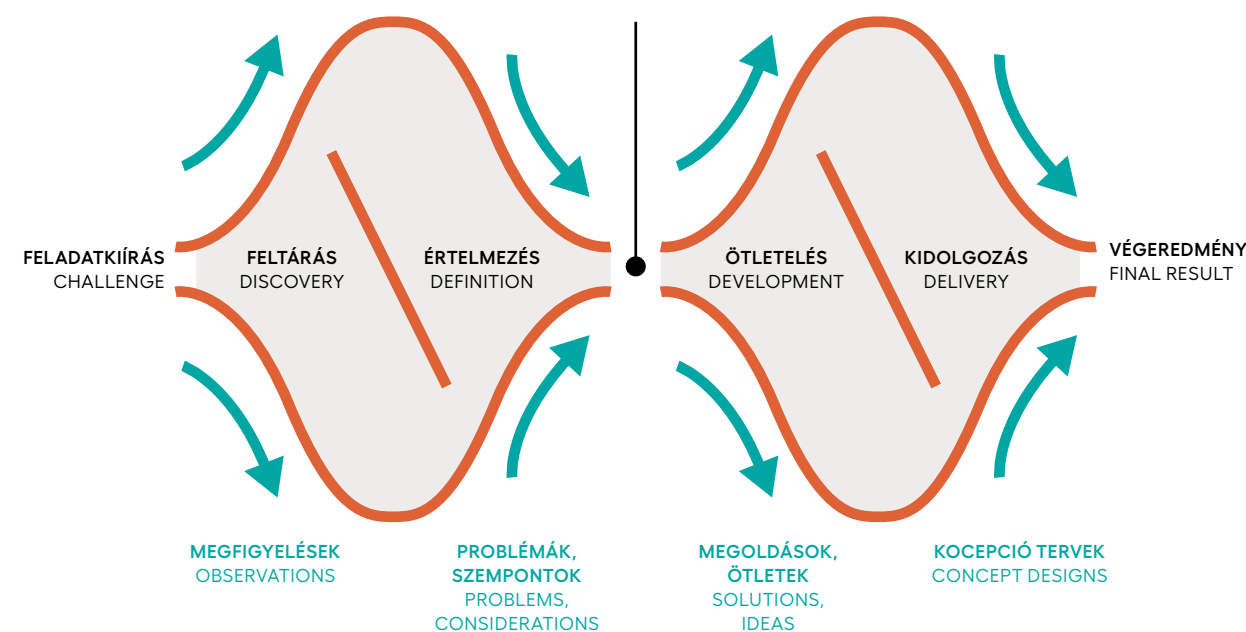 FELADATKIÍRÁS
CHALLENGE
FELTÁRÁS
DISCOVERY
ÉRTELMEZÉS
DEFINITION
ÖTLETELÉS
DEVELOPMENT
KIDOLGOZÁS
DELIVERY
VÉGEREDMÉNY
FINAL RESULT
MEGFIGYELÉSEK
OBSERVATIONS
PROBLÉMÁK,
SZEMPONTOK
PROBLEMS,
CONSIDERATIONS
MEGOLDÁSOK,
ÖTLETEK
SOLUTIONS,
IDEAS
KOCEPCIÓ TERVEK
CONCEPT DESIGNS